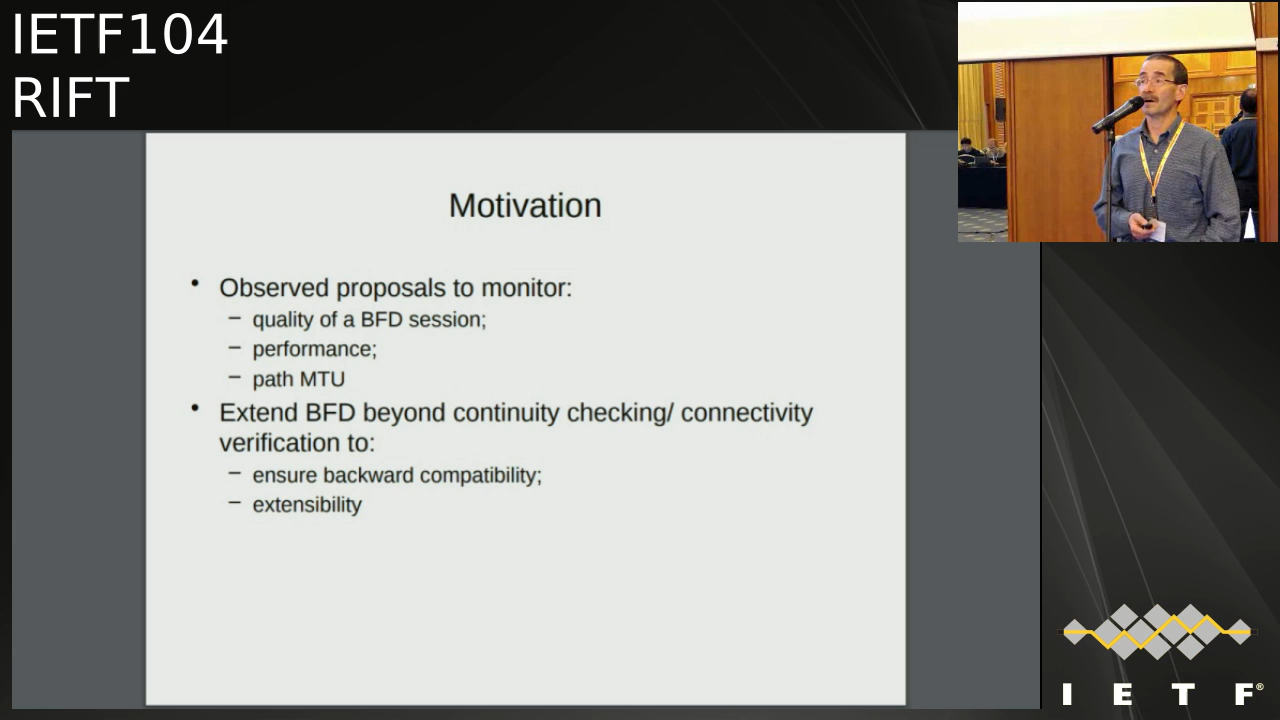 IETF104
RIFT
Motivation
• Observed proposals to monitor:
– quality of a BFD session;
– performance;
– path MTU
• Extend BFD beyond continuity checking/ connectivity
verification to:
– ensure backward compatibility;
– extensibility
I E T F®